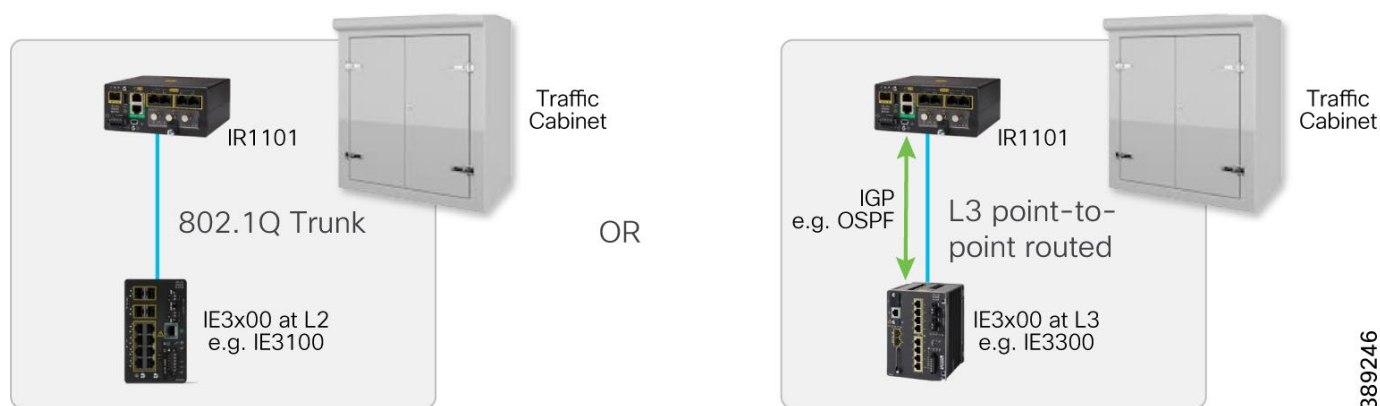 Traffic
Cabinet
IR1101
802.1Q Trunk
IE3x00 at L2
e.g. IE3100
OR
Traffic
Cabinet
IR1101
IGP
e.g. OSPF
L3 point-to-
point routed
IE3x00 at L3
e.g. IE3300
389246